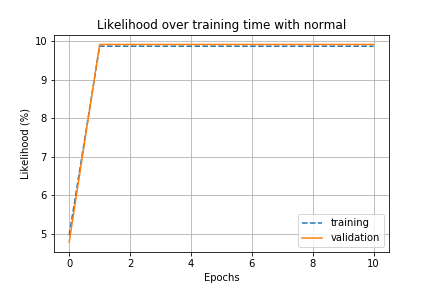 Likelihood over training time with normal
Likelihood (%)
10
9
8
7
6
5
0 2 4 6 8 10
Epochs
training
validation